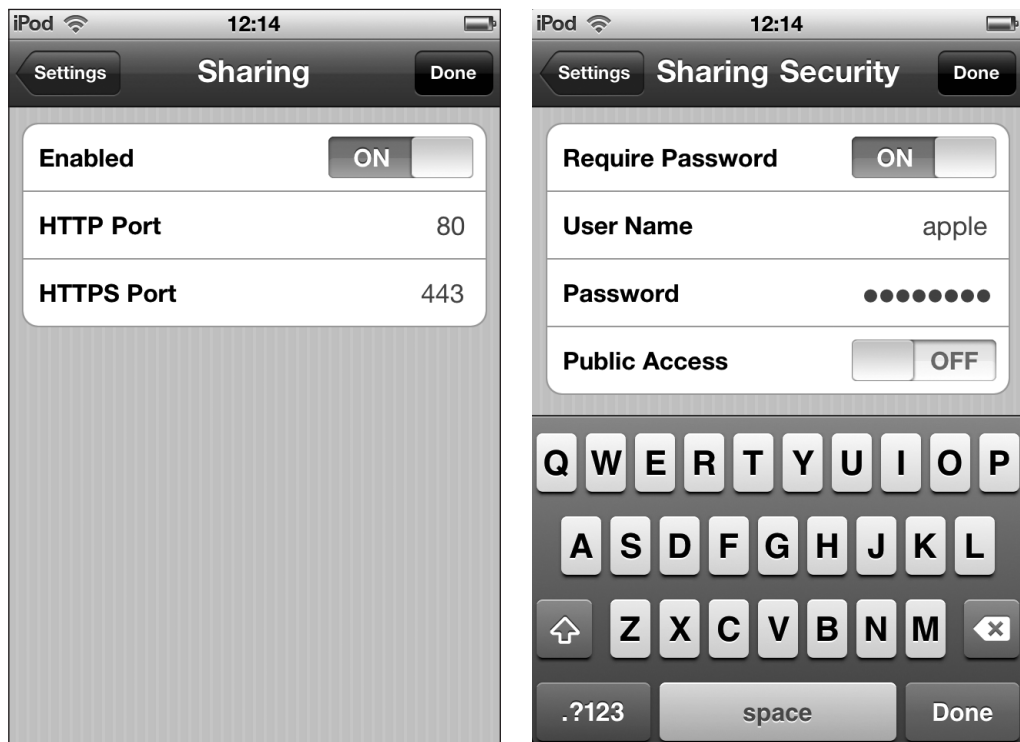 iPod 12:14
Settings Sharing Done
Enabled ON
HTTP Port 80
HTTPS Port 443
iPod 12:14
Settings Sharing Security Done
Require Password ON
User Name apple
Password ●●●●●●●●
Public Access OFF
Q W E R T Y U I O P
A S D F G H J K L
Z X C V B N M
.?123 space Done